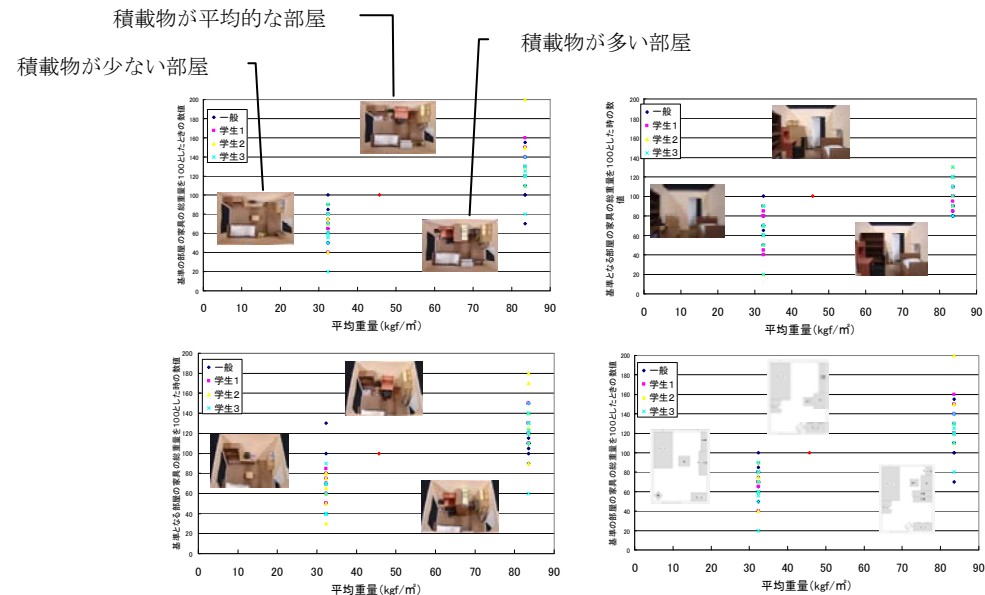 積載物が平均的な部屋
積載物が多い部屋
積載物が少ない部屋
基準の部屋の家具の総重量を100としたときの数値
200
180
160
140
120
100
80
60
40
20
0
一般
学生1
学生2
学生3
0 10 20 30 40 50 60 70 80 90
平均重量(kgf/㎡)
基準となる部屋の家具の総重量を100とした時の数値
200
180
160
140
120
100
80
60
40
20
0
一般
学生1
学生2
学生3
0 10 20 30 40 50 60 70 80 90
平均重量(kgf/㎡)
基準となる部屋の家具の総重量を100とした時の数値
200
180
160
140
120
100
80
60
40
20
0
一般
学生1
学生2
学生3
0 10 20 30 40 50 60 70 80 90
平均重量(kgf/㎡)
基準の部屋の家具の総重量を100としたときの数値
200
180
160
140
120
100
80
60
40
20
0
一般
学生1
学生2
学生3
0 10 20 30 40 50 60 70 80 90
平均重量(kgf/㎡)